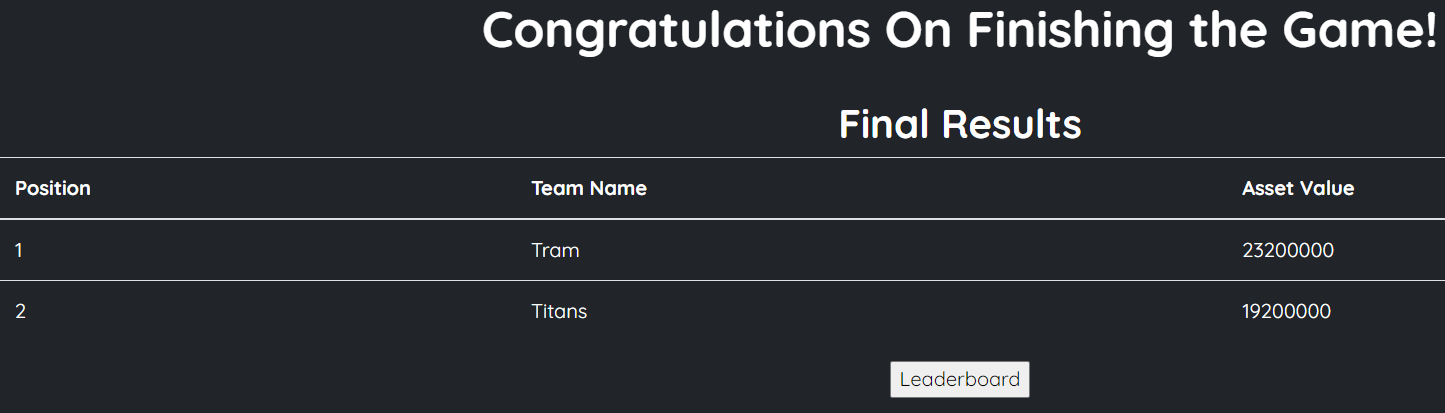 Congratulations On Finishing the Game!
Final Results
Position Team Name Asset Value
1 Tram 23200000
2 Titans 19200000
Leaderboard